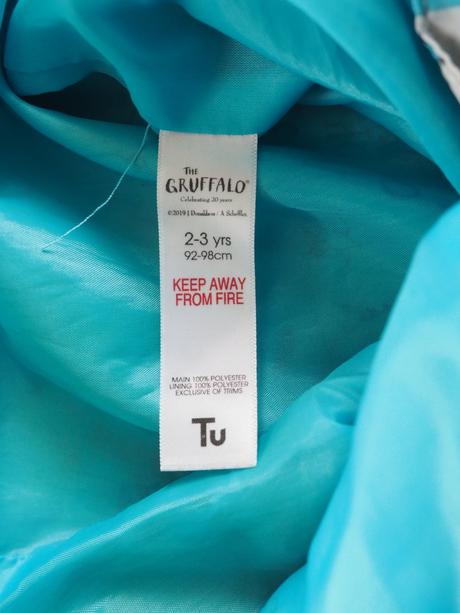 THE
GRUFFALO®
Celebrating 20 years
©2019 J Donaldson / A Scheffler
2-3 yrs
92-98cm
KEEP AWAY
FROM FIRE
MAIN 100% POLYESTER
LINING 100% POLYESTER
EXCLUSIVE OF TRIMS
Tu